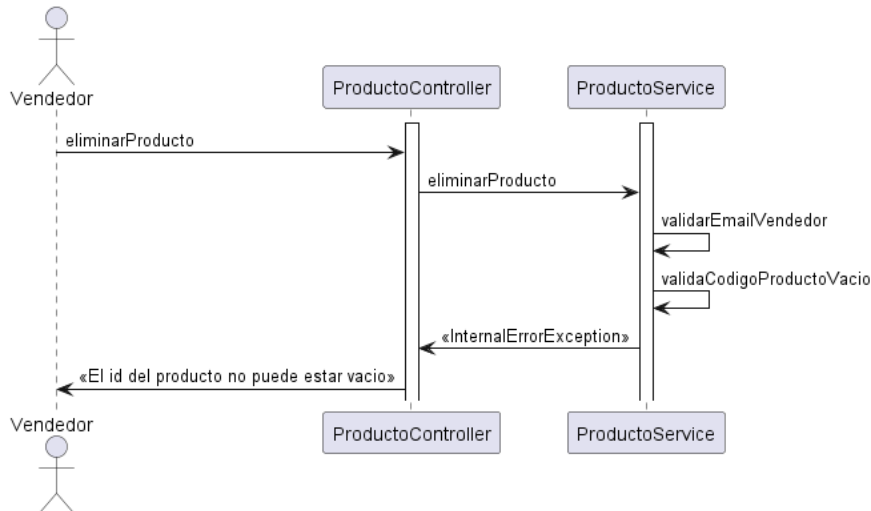 Vendedor
ProductoController
ProductoService
eliminarProducto
eliminarProducto
validarEmailVendedor
validaCodigoProductoVacio
«InternalErrorException»
«El id del producto no puede estar vacio»
Vendedor
ProductoController
ProductoService